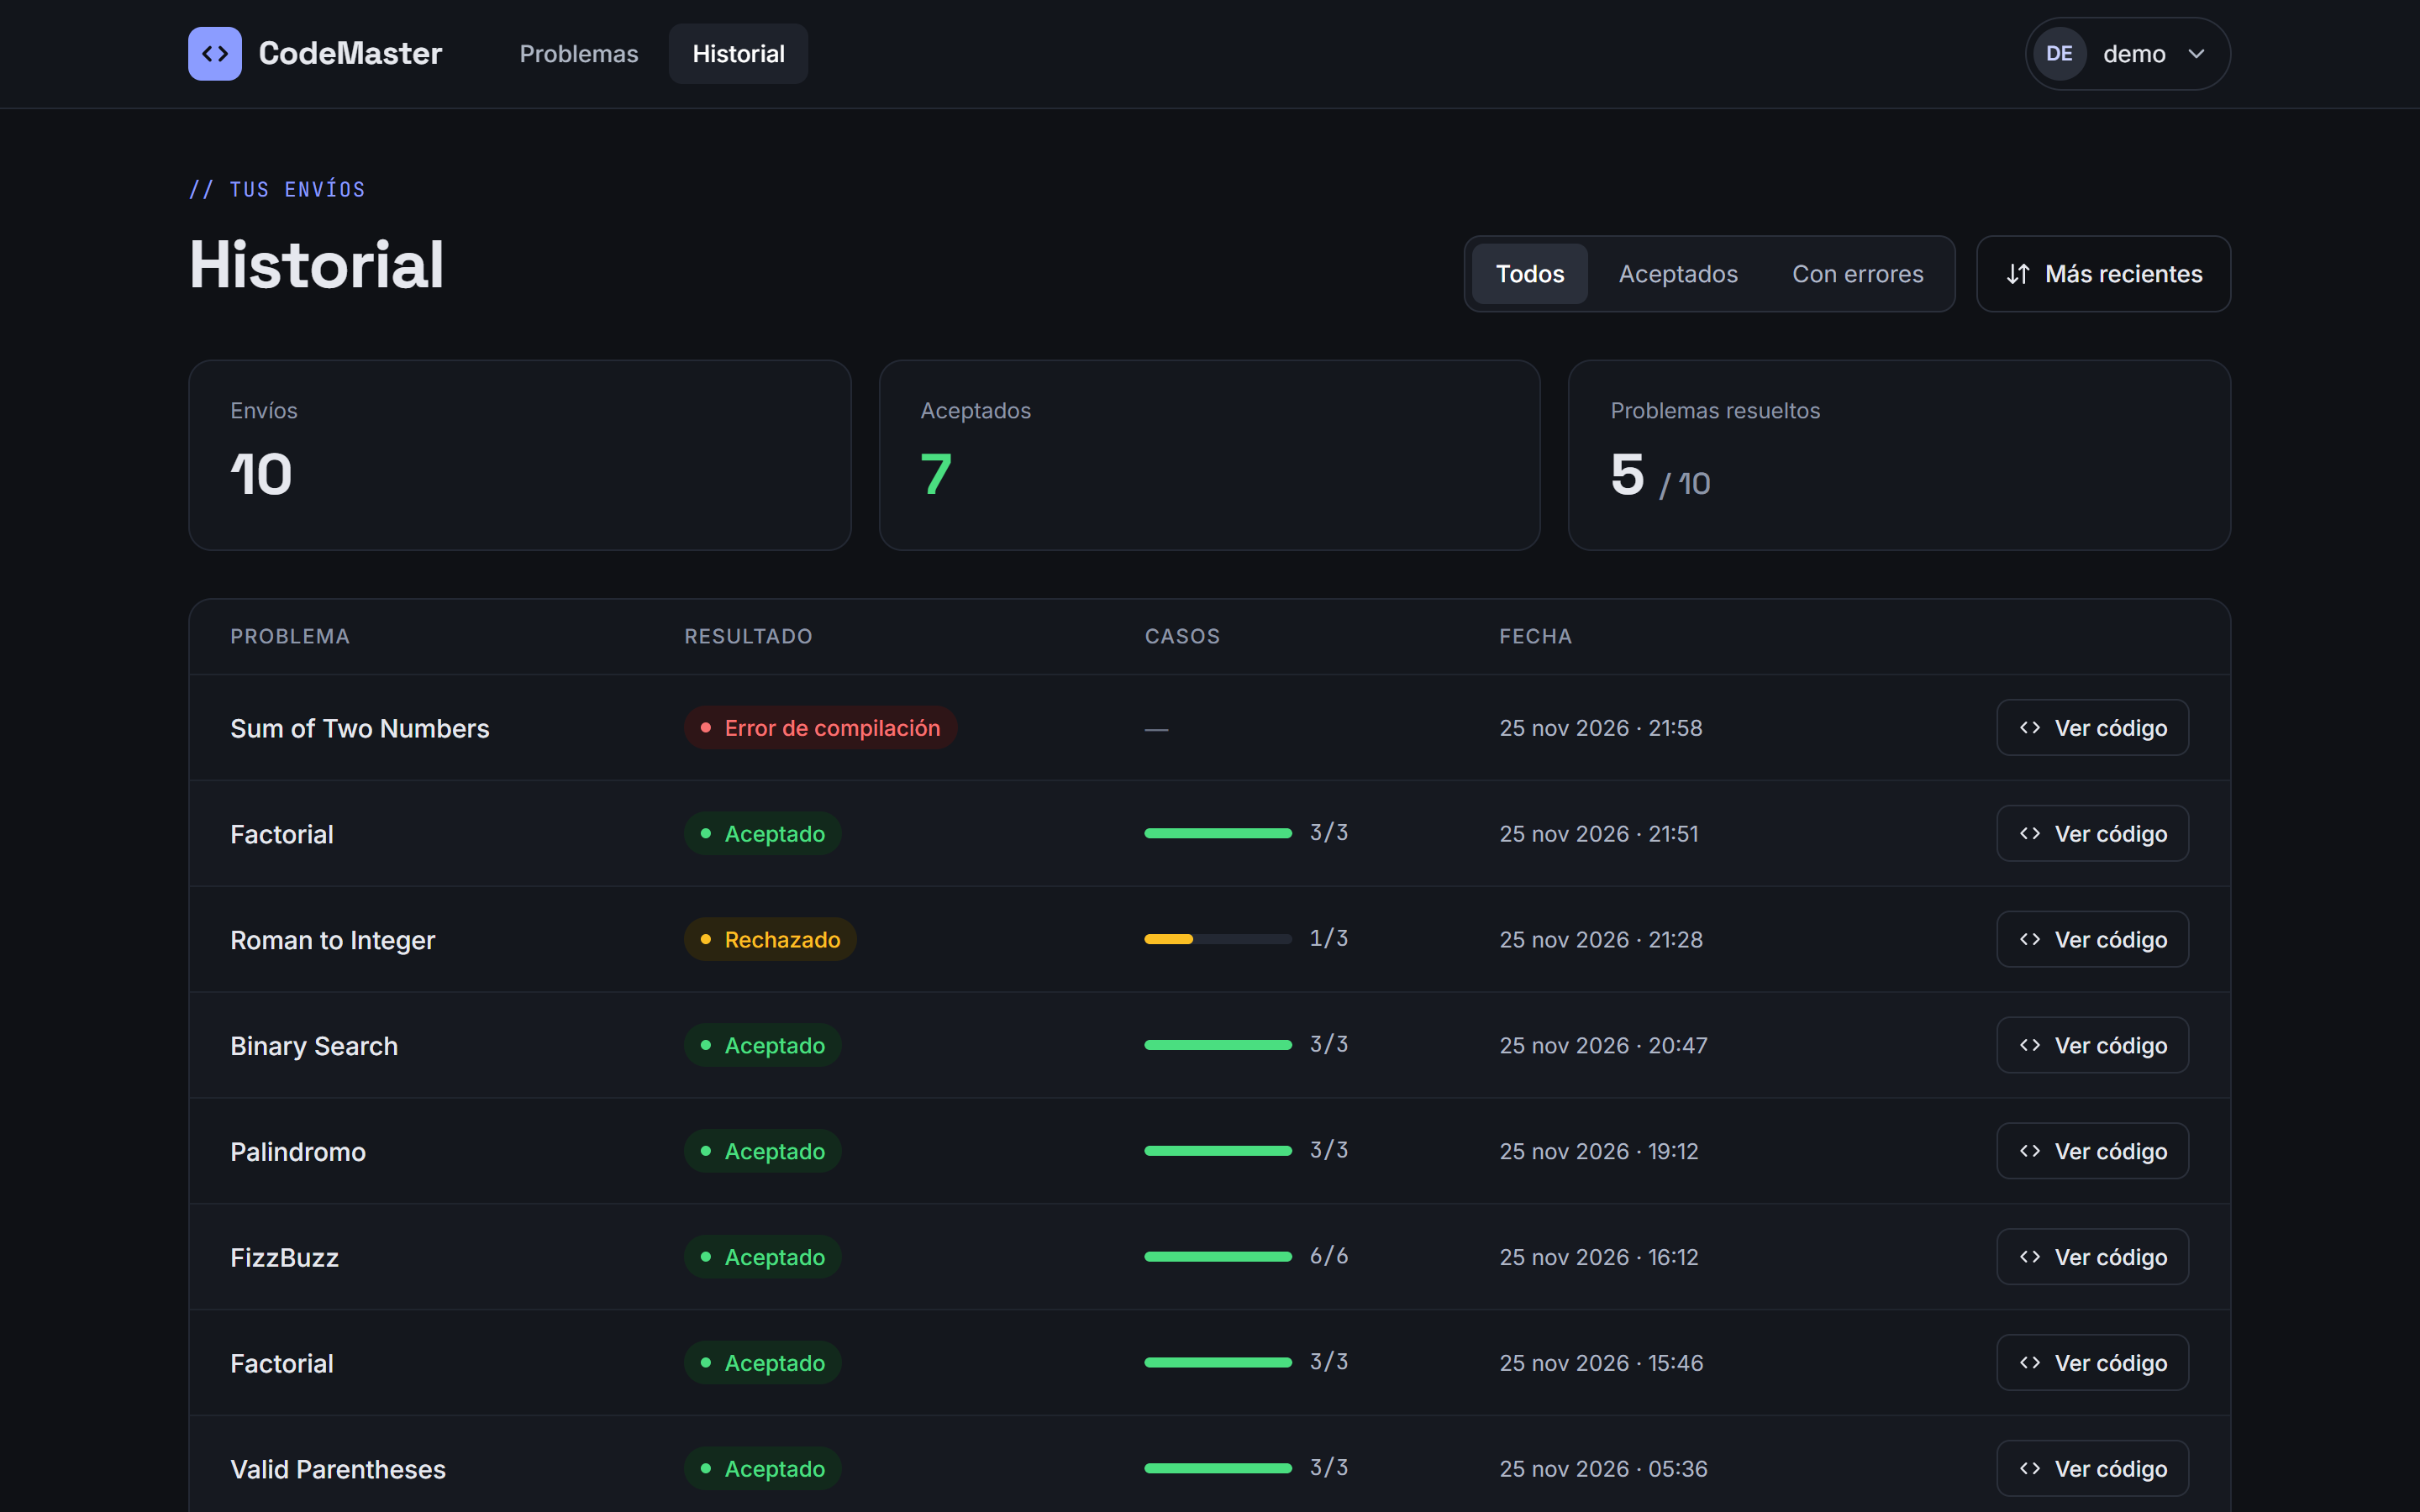 CodeMaster Problemas Historial DE demo
// TUS ENVÍOS
Historial
Todos Aceptados Con errores Más recientes
Envíos Aceptados Problemas resueltos
10 7 5 / 10
PROBLEMA RESULTADO CASOS FECHA
Sum of Two Numbers Error de compilación — 25 nov 2026 · 21:58 Ver código
Factorial Aceptado 3/3 25 nov 2026 · 21:51 Ver código
Roman to Integer Rechazado 1/3 25 nov 2026 · 21:28 Ver código
Binary Search Aceptado 3/3 25 nov 2026 · 20:47 Ver código
Palindromo Aceptado 3/3 25 nov 2026 · 19:12 Ver código
FizzBuzz Aceptado 6/6 25 nov 2026 · 16:12 Ver código
Factorial Aceptado 3/3 25 nov 2026 · 15:46 Ver código
Valid Parentheses Aceptado 3/3 25 nov 2026 · 05:36 Ver código